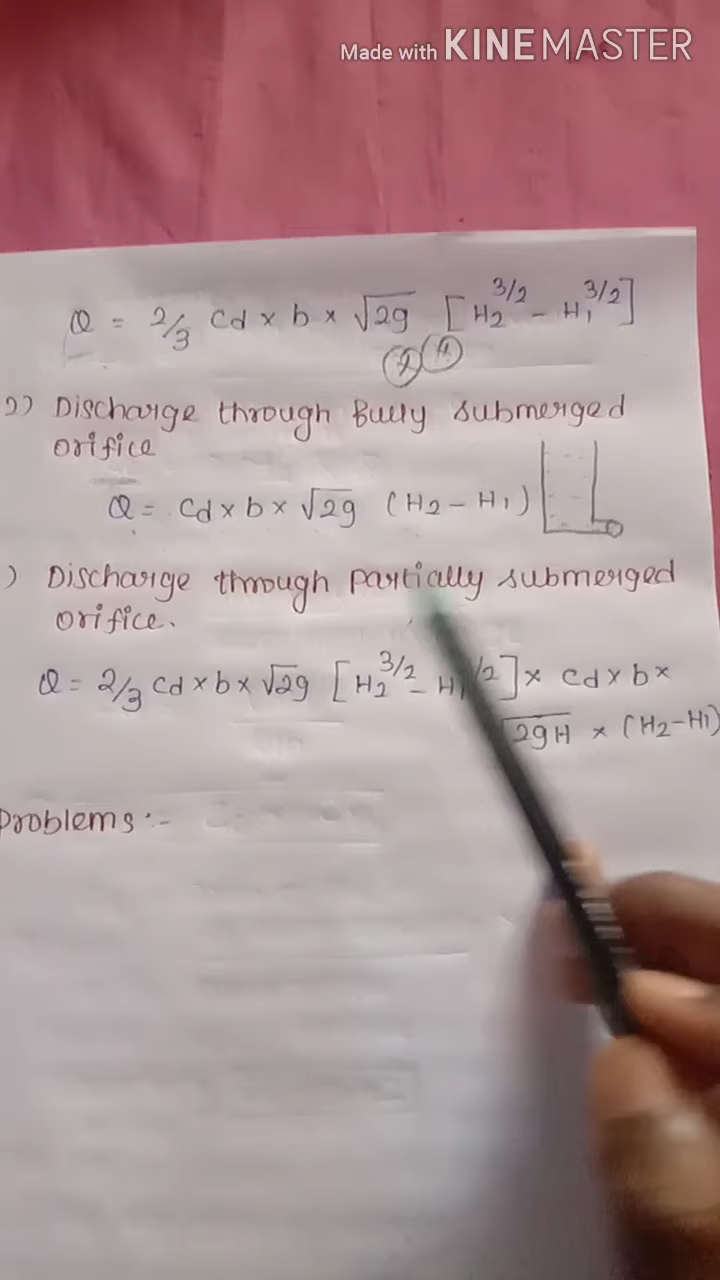 Made with KINEMASTER
Q = 2/3 Cd × b × √2g [H₂^3/2 - H₁^3/2]
2) Discharge through fully submerged
orifice
Q = Cd × b × √2g (H2 - H1)
) Discharge through partially submerged
orifice.
Q = 2/3 Cd × b × √2g [H₂^3/2 - H₁ /2] × Cd × b ×
√2gH × (H2-H1)
Problems :-